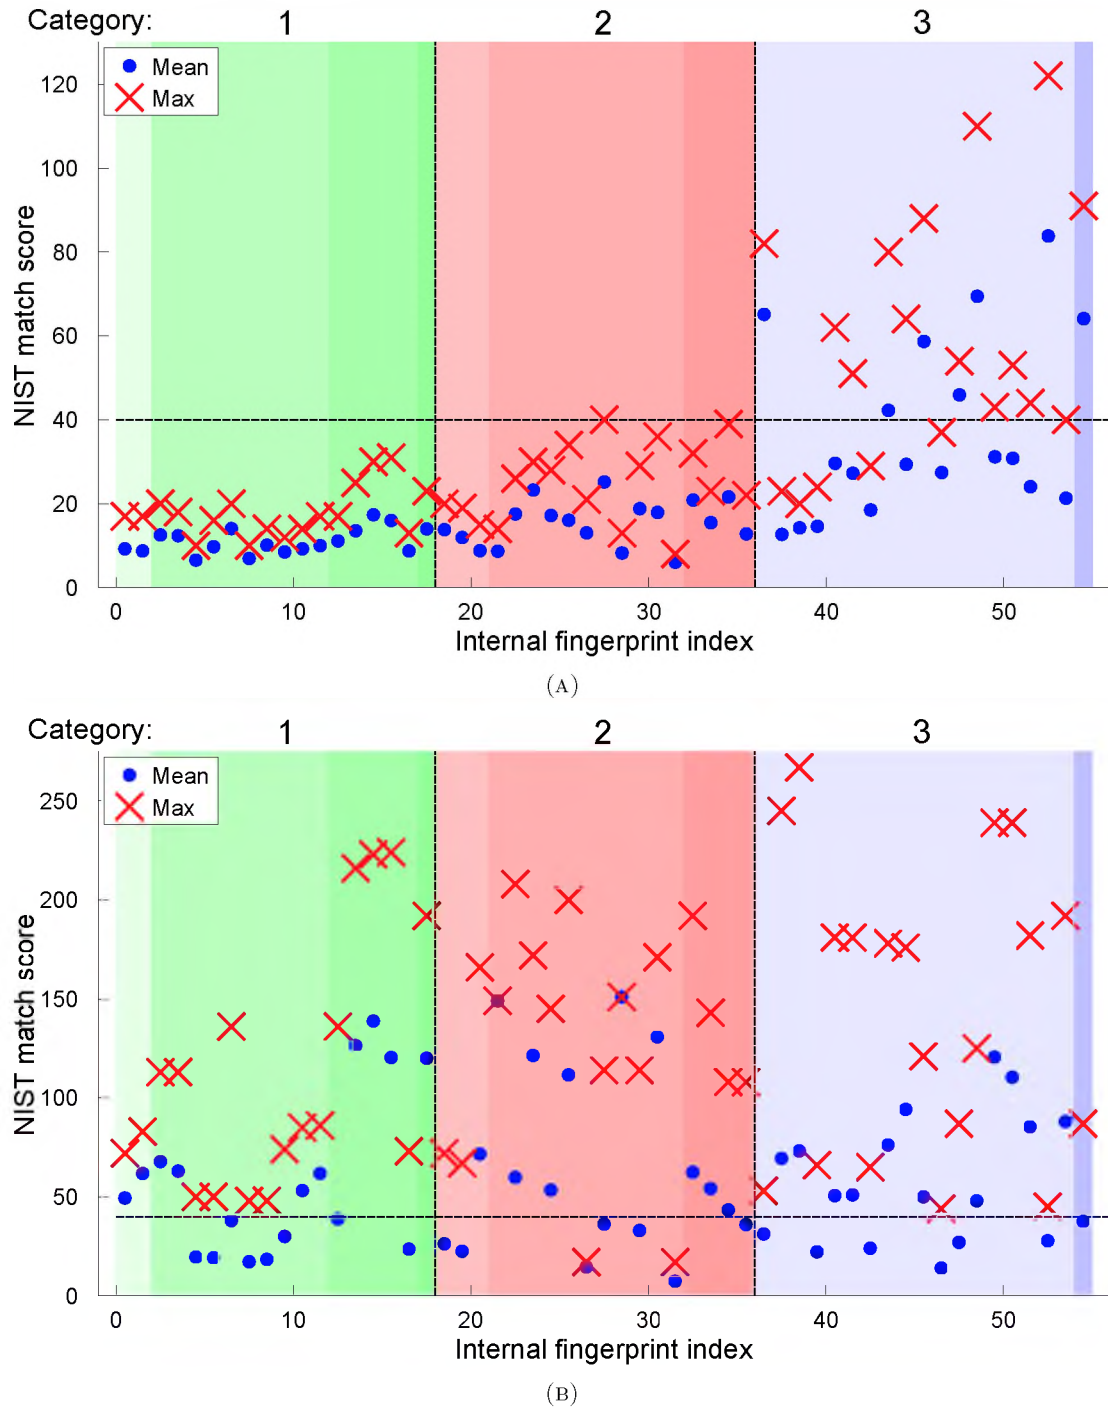 Category: 1 2 3
Mean
Max
120
100
80
60
40
20
0
NIST match score
0 10 20 30 40 50
Internal fingerprint index
(A)
Category: 1 2 3
Mean
Max
250
200
150
100
50
0
NIST match score
0 10 20 30 40 50
Internal fingerprint index
(B)